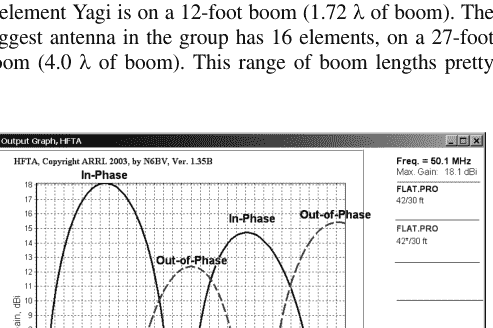 element Yagi is on a 12-foot boom (1.72 λ of boom). The
ggest antenna in the group has 16 elements, on a 27-foot
oom (4.0 λ of boom). This range of boom lengths pretty
Output Graph, HFTA
HFTA, Copyright ARRL 2003, by N6BV, Ver. 1.35B
Freq. = 50.1 MHz
Max. Gain: 18.1 dBi
FLAT.PRO
42/30 ft
FLAT.PRO
42*/30 ft
In-Phase
In-Phase
Out-of-Phase
Out-of-Phase
18
17
16
15
14
13
12
11
10
9
8
ain, dBi